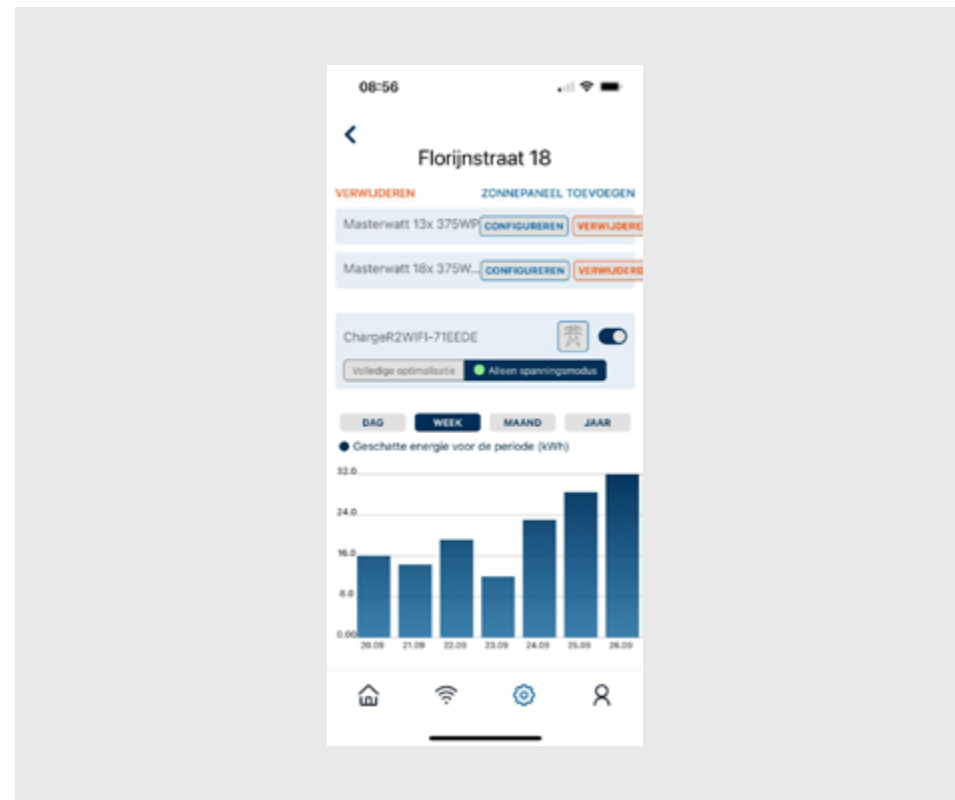 08:56
Florijnstraat 18
VERWIJDEREN ZONNEPANEEL TOEVOEGEN
Masterwatt 13x 375WP CONFIGUREREN VERWIJDERE
Masterwatt 18x 375W... CONFIGUREREN VERWIJDERE
ChargeR2WIFI-71EEDE
Volledige optimalisatie Alleen spanningsmodus
DAG WEEK MAAND JAAR
Geschatte energie voor de periode (kWh)
32.0
24.0
16.0
8.0
0.00
20.09 21.09 22.09 23.09 24.09 25.09 26.09